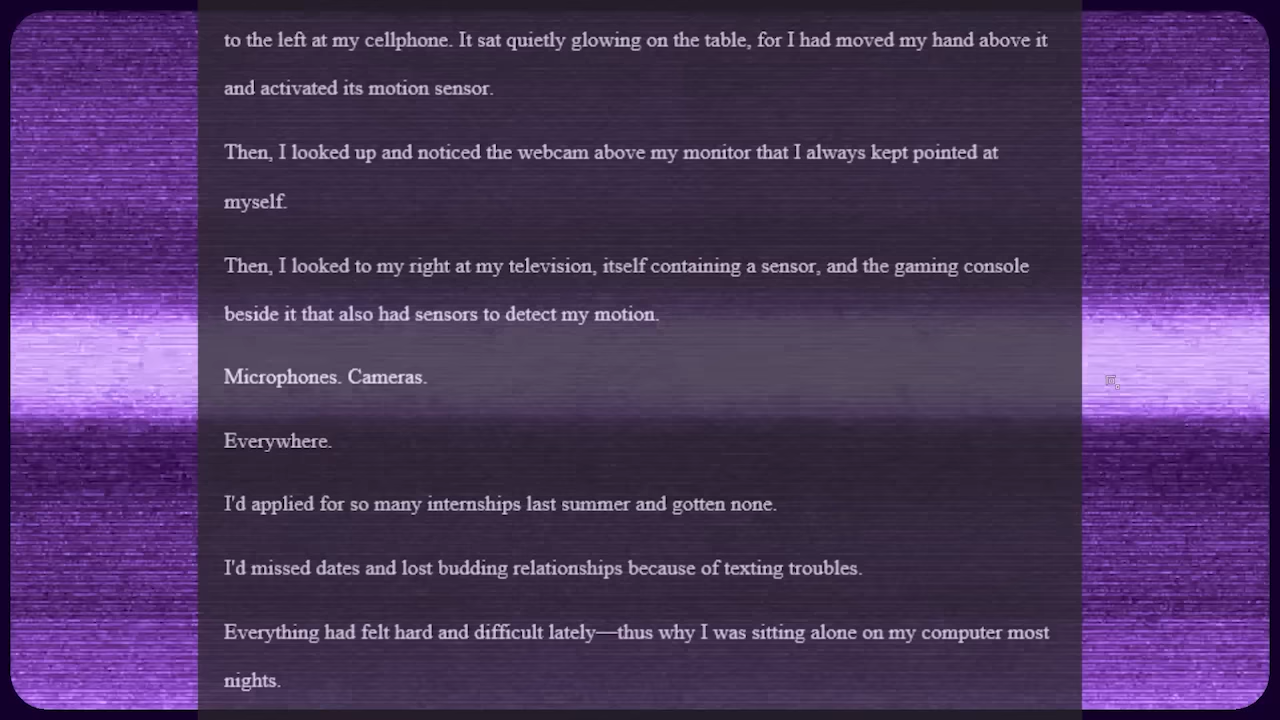 to the left at my cellphone. It sat quietly glowing on the table, for I had moved my hand above it
and activated its motion sensor.
Then, I looked up and noticed the webcam above my monitor that I always kept pointed at
myself.
Then, I looked to my right at my television, itself containing a sensor, and the gaming console
beside it that also had sensors to detect my motion.
Microphones. Cameras.
Everywhere.
I'd applied for so many internships last summer and gotten none.
I'd missed dates and lost budding relationships because of texting troubles.
Everything had felt tired and difficult lately—thus why I was sitting alone on my computer most
nights.